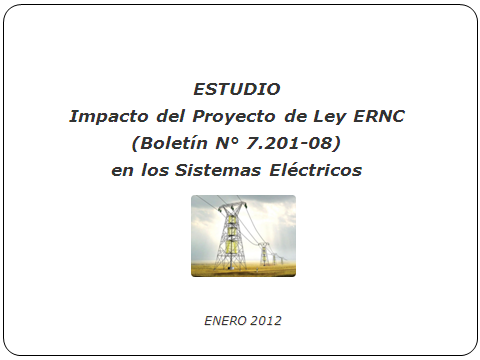 ESTUDIO
Impacto del Proyecto de Ley ERNC
(Boletín N° 7.201-08)
en los Sistemas Eléctricos
ENERO 2012